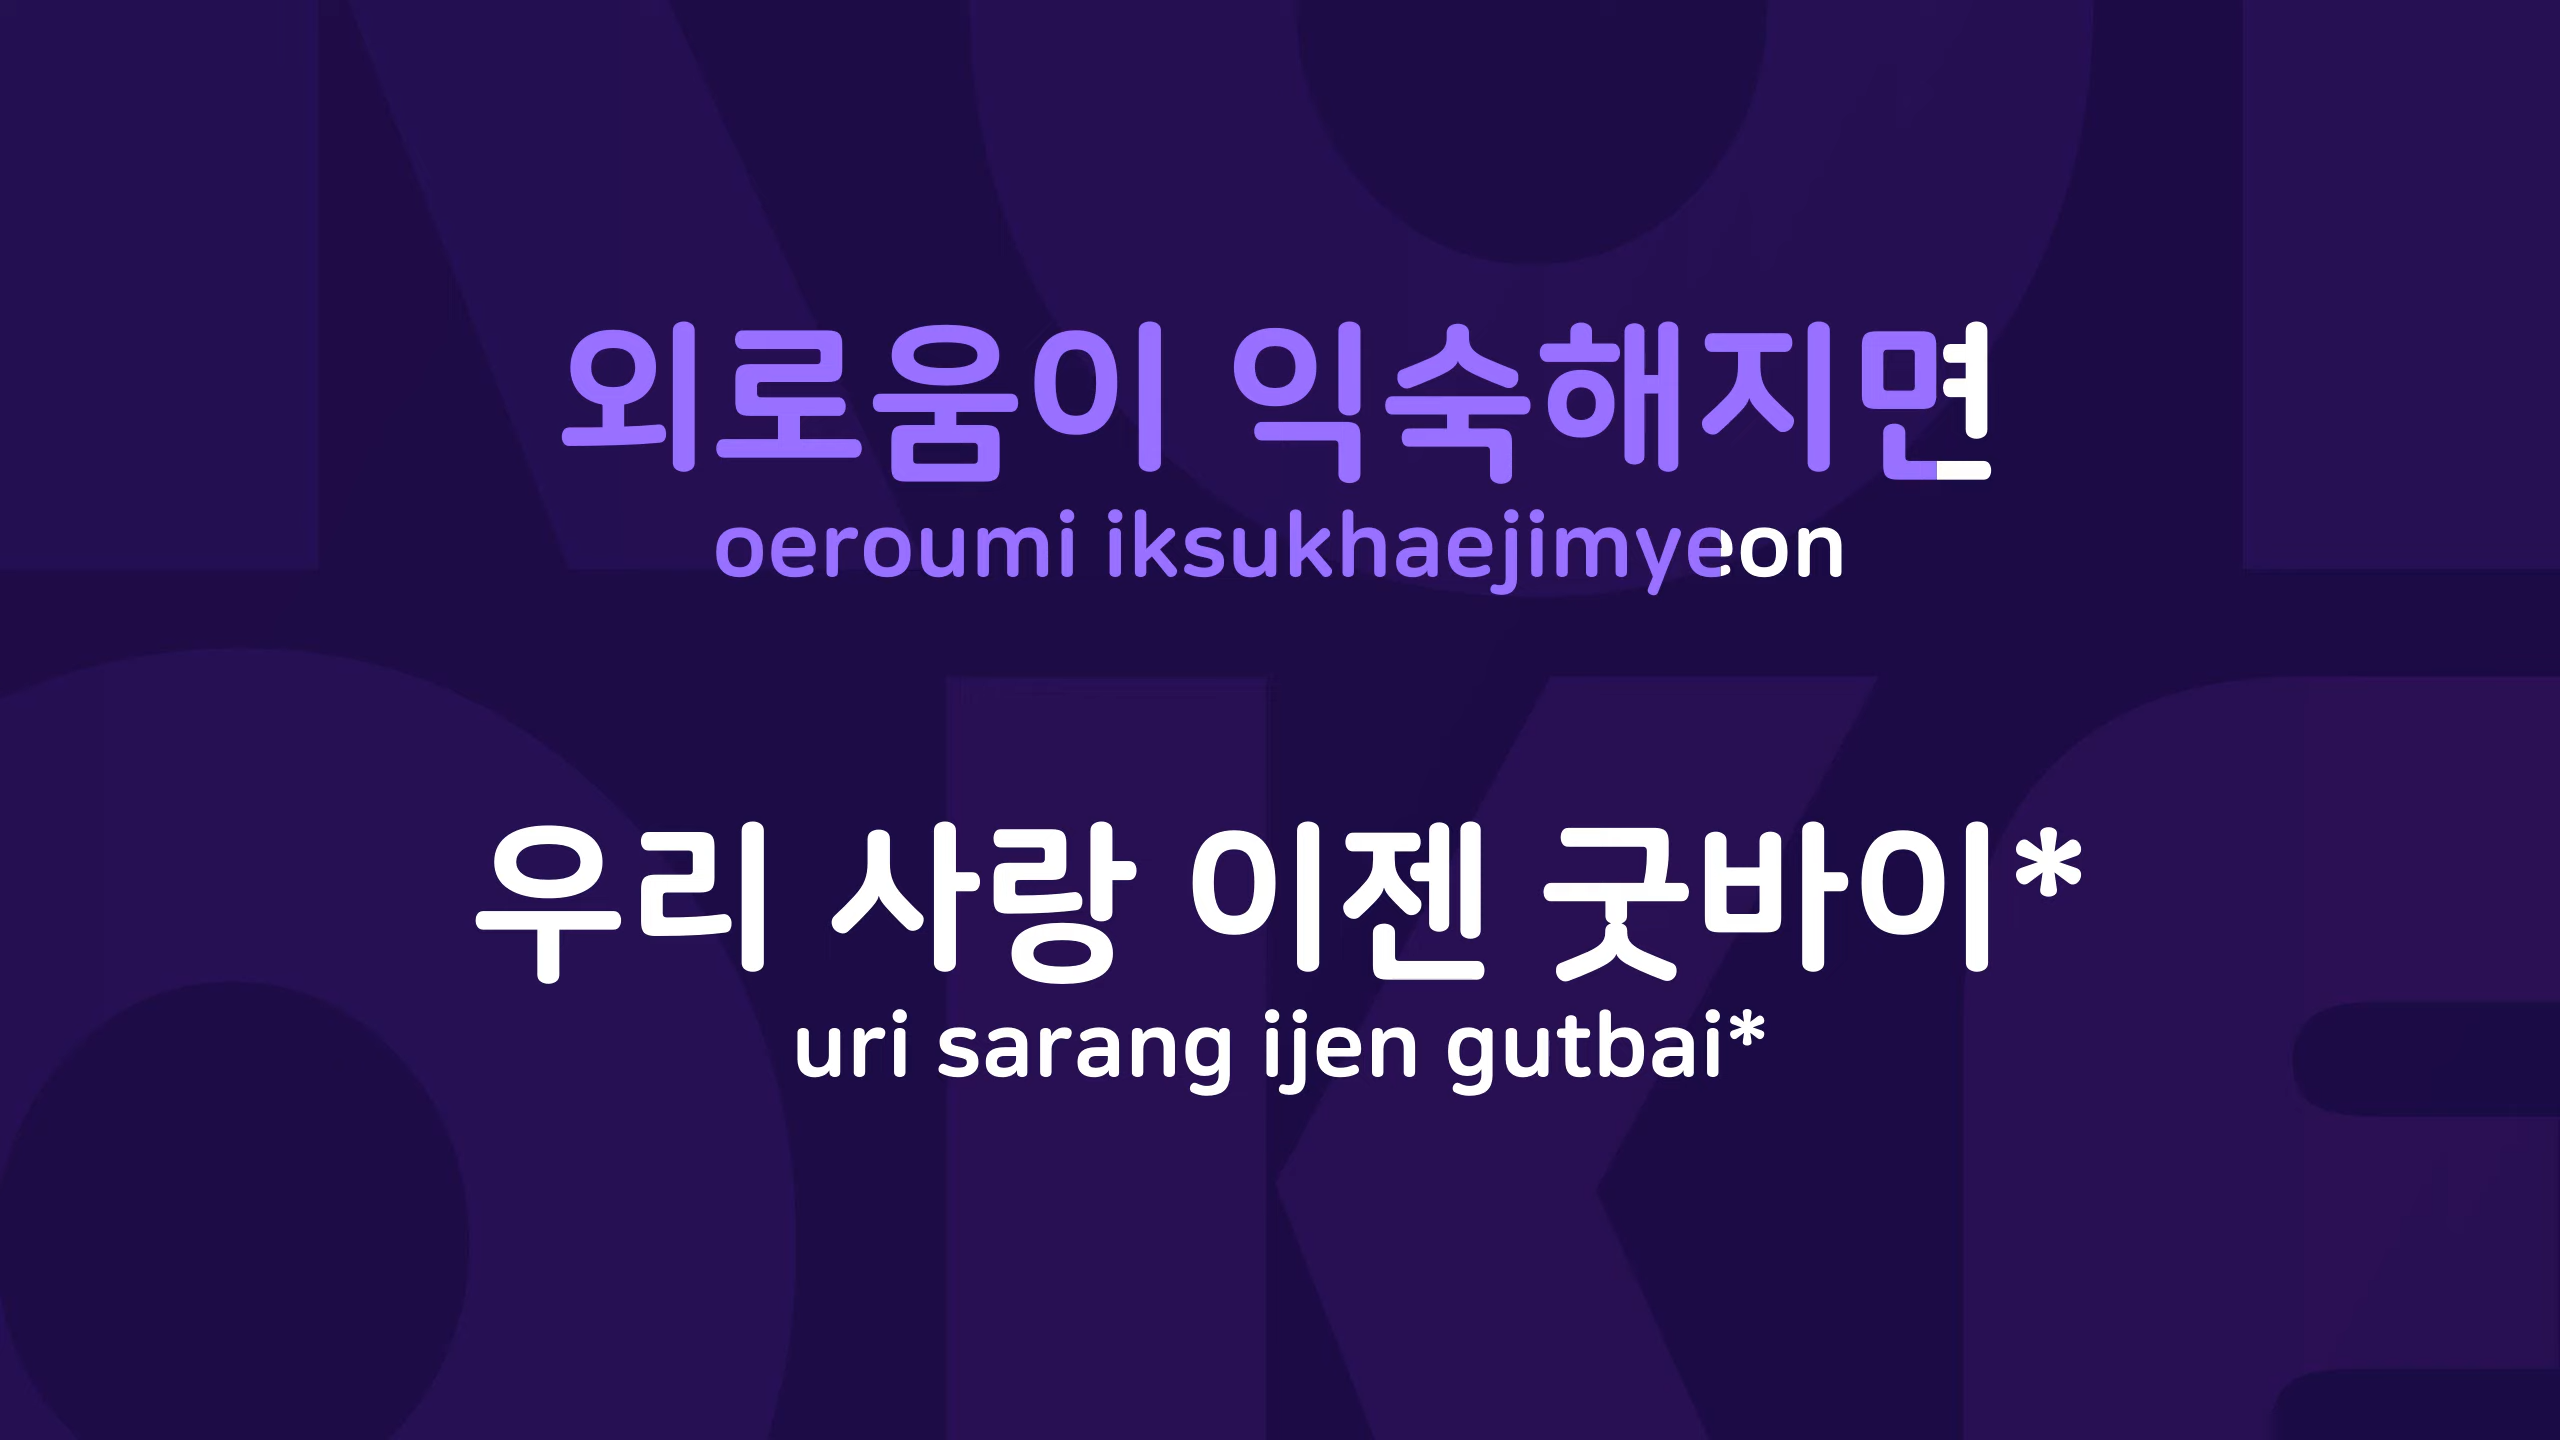 외로움이 익숙해지면
oeroumi iksukhaejimyeon
우리 사랑 이젠 굿바이*
uri sarang ijen gutbai*